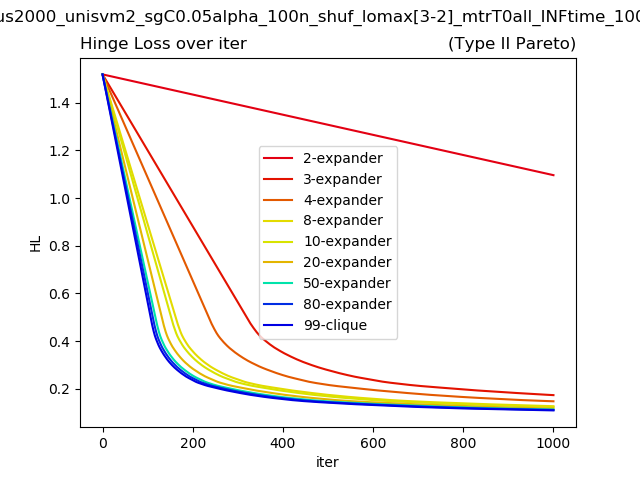 us2000_unisvm2_sgC0.05alpha_100n_shuf_lomax[3-2]_mtrT0all_INFtime_100
Hinge Loss over iter (Type II Pareto)
1.4
1.2
1.0
0.8
0.6
0.4
0.2
HL
2-expander
3-expander
4-expander
8-expander
10-expander
20-expander
50-expander
80-expander
99-clique
0 200 400 600 800 1000
iter